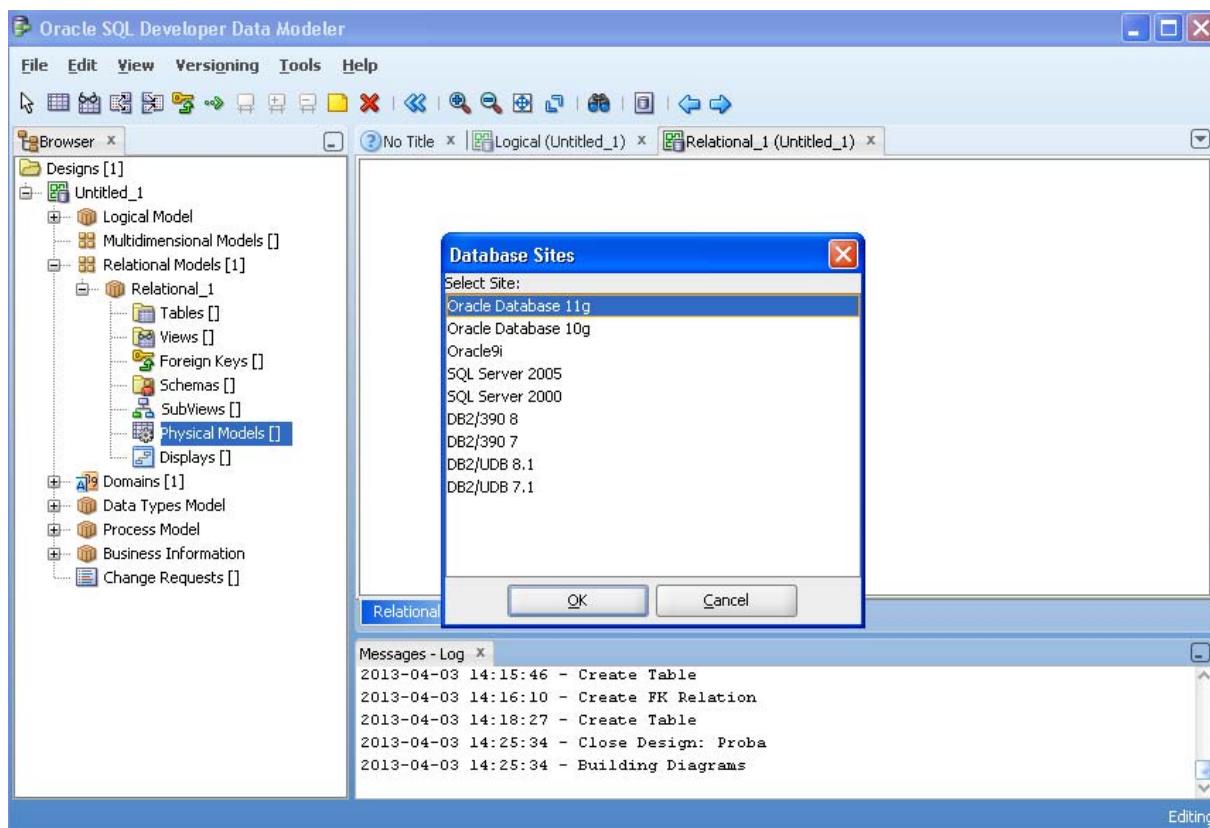 Oracle SQL Developer Data Modeler
File Edit View Versioning Tools Help
Browser x
Designs [1]
Untitled_1
Logical Model
Multidimensional Models []
Relational Models [1]
Relational_1
Tables []
Views []
Foreign Keys []
Schemas []
SubViews []
Physical Models []
Displays []
Domains [1]
Data Types Model
Process Model
Business Information
Change Requests []
No Title x Logical (Untitled_1) x Relational_1 (Untitled_1) x
Database Sites
Select Site:
Oracle Database 11g
Oracle Database 10g
Oracle9i
SQL Server 2005
SQL Server 2000
DB2/390 8
DB2/390 7
DB2/UDB 8.1
DB2/UDB 7.1
OK Cancel
Relational
Messages - Log x
2013-04-03 14:15:46 - Create Table
2013-04-03 14:16:10 - Create FK Relation
2013-04-03 14:18:27 - Create Table
2013-04-03 14:25:34 - Close Design: Proba
2013-04-03 14:25:34 - Building Diagrams
Editing